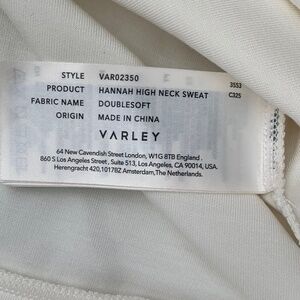 STYLE VAR02350
PRODUCT HANNAH HIGH NECK SWEAT 3553
FABRIC NAME DOUBLESOFT C325
ORIGIN MADE IN CHINA
VARLEY
64 New Cavendish Street London, W1G 8TB England.
860 S Los Angeles Street, Suite 513, Los Angeles, CA 90014, USA.
Herengracht 420,1017BZ Amsterdam,The Netherlands.